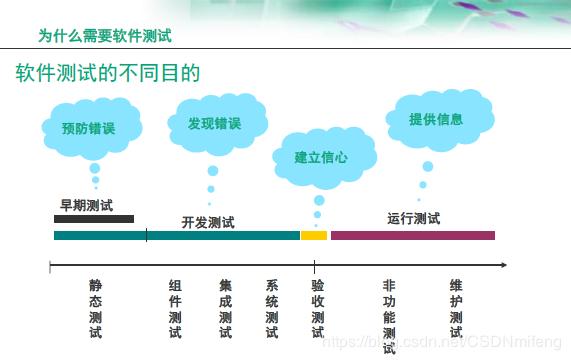 为什么需要软件测试
软件测试的不同目的
预防错误
发现错误
建立信心
提供信息
早期测试
开发测试
运行测试
静态测试
组件测试
集成测试
系统测试
验收测试
非功能测试
维护测试
https://blog.csdn.net/CSDNmifeng